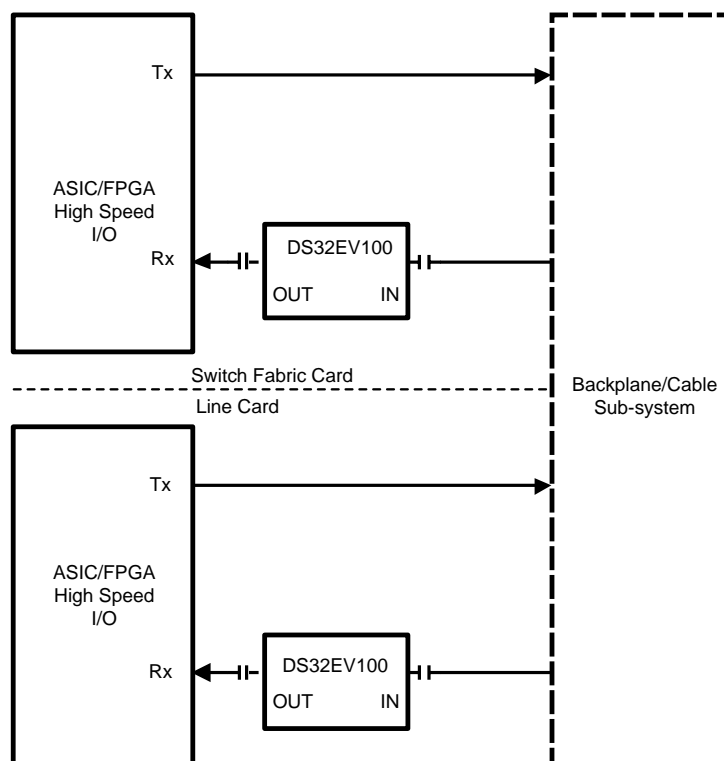 Tx
ASIC/FPGA
High Speed
I/O
Rx
DS32EV100
OUT IN
Switch Fabric Card
Line Card
Backplane/Cable
Sub-system
Tx
ASIC/FPGA
High Speed
I/O
Rx
DS32EV100
OUT IN